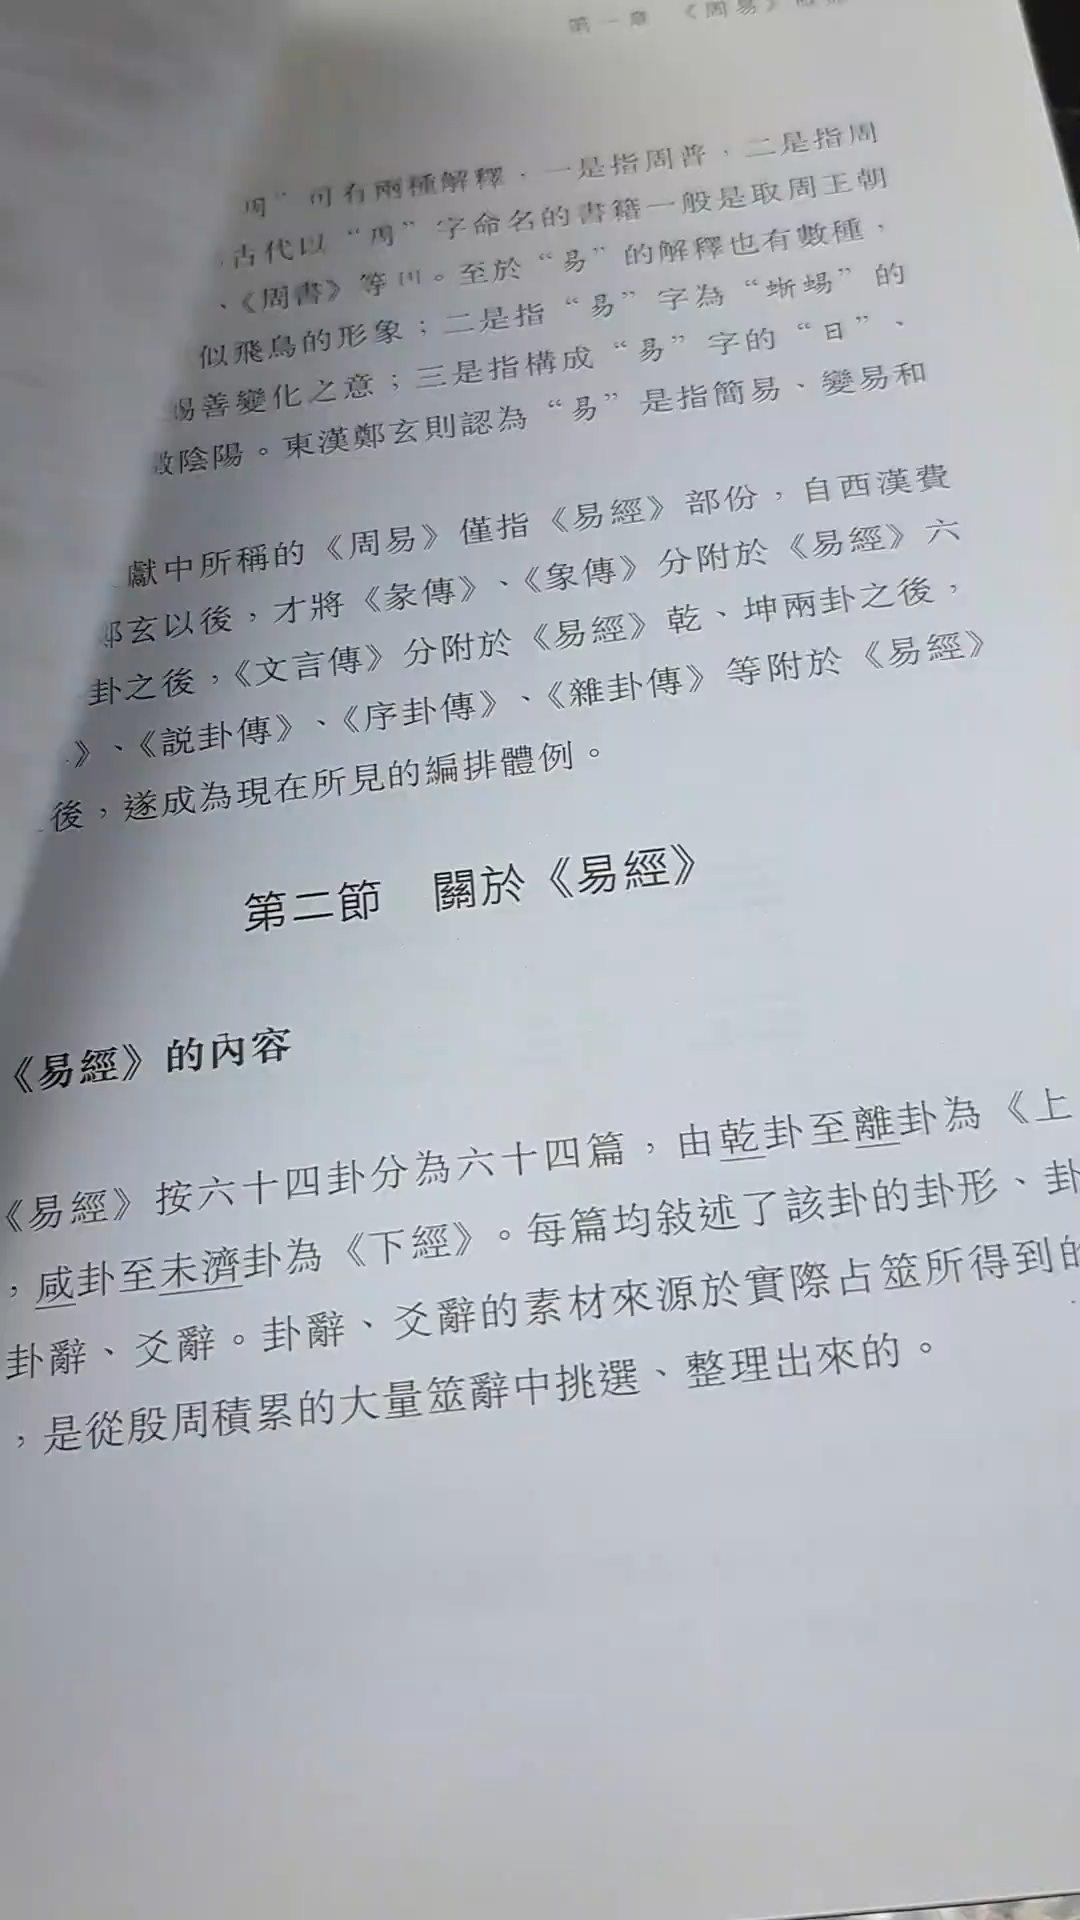 第一章 《周易》
周”可有兩種解釋，一是指周普，二是指周
古代以“周”字命名的書籍一般是取周王朝
、《周書》等[1]。至於“易”的解釋也有數種，
似飛鳥的形象；二是指“易”字為“蜥蜴”的
蜴善變化之意；三是指構成“易”字的“日”、
陰陽。東漢鄭玄則認為“易”是指簡易、變易和
獻中所稱的《周易》僅指《易經》部份，自西漢費
鄭玄以後，才將《彖傳》、《象傳》分附於《易經》六
卦之後，《文言傳》分附於《易經》乾、坤兩卦之後，
》、《説卦傳》、《序卦傳》、《雜卦傳》等附於《易經》
後，遂成為現在所見的編排體例。
第二節 關於《易經》
《易經》的內容
《易經》按六十四卦分為六十四篇，由乾卦至離卦為《上
，咸卦至未濟卦為《下經》。每篇均敍述了該卦的卦形、卦
卦辭、爻辭。卦辭、爻辭的素材來源於實際占筮所得到的
，是從殷周積累的大量筮辭中挑選、整理出來的。